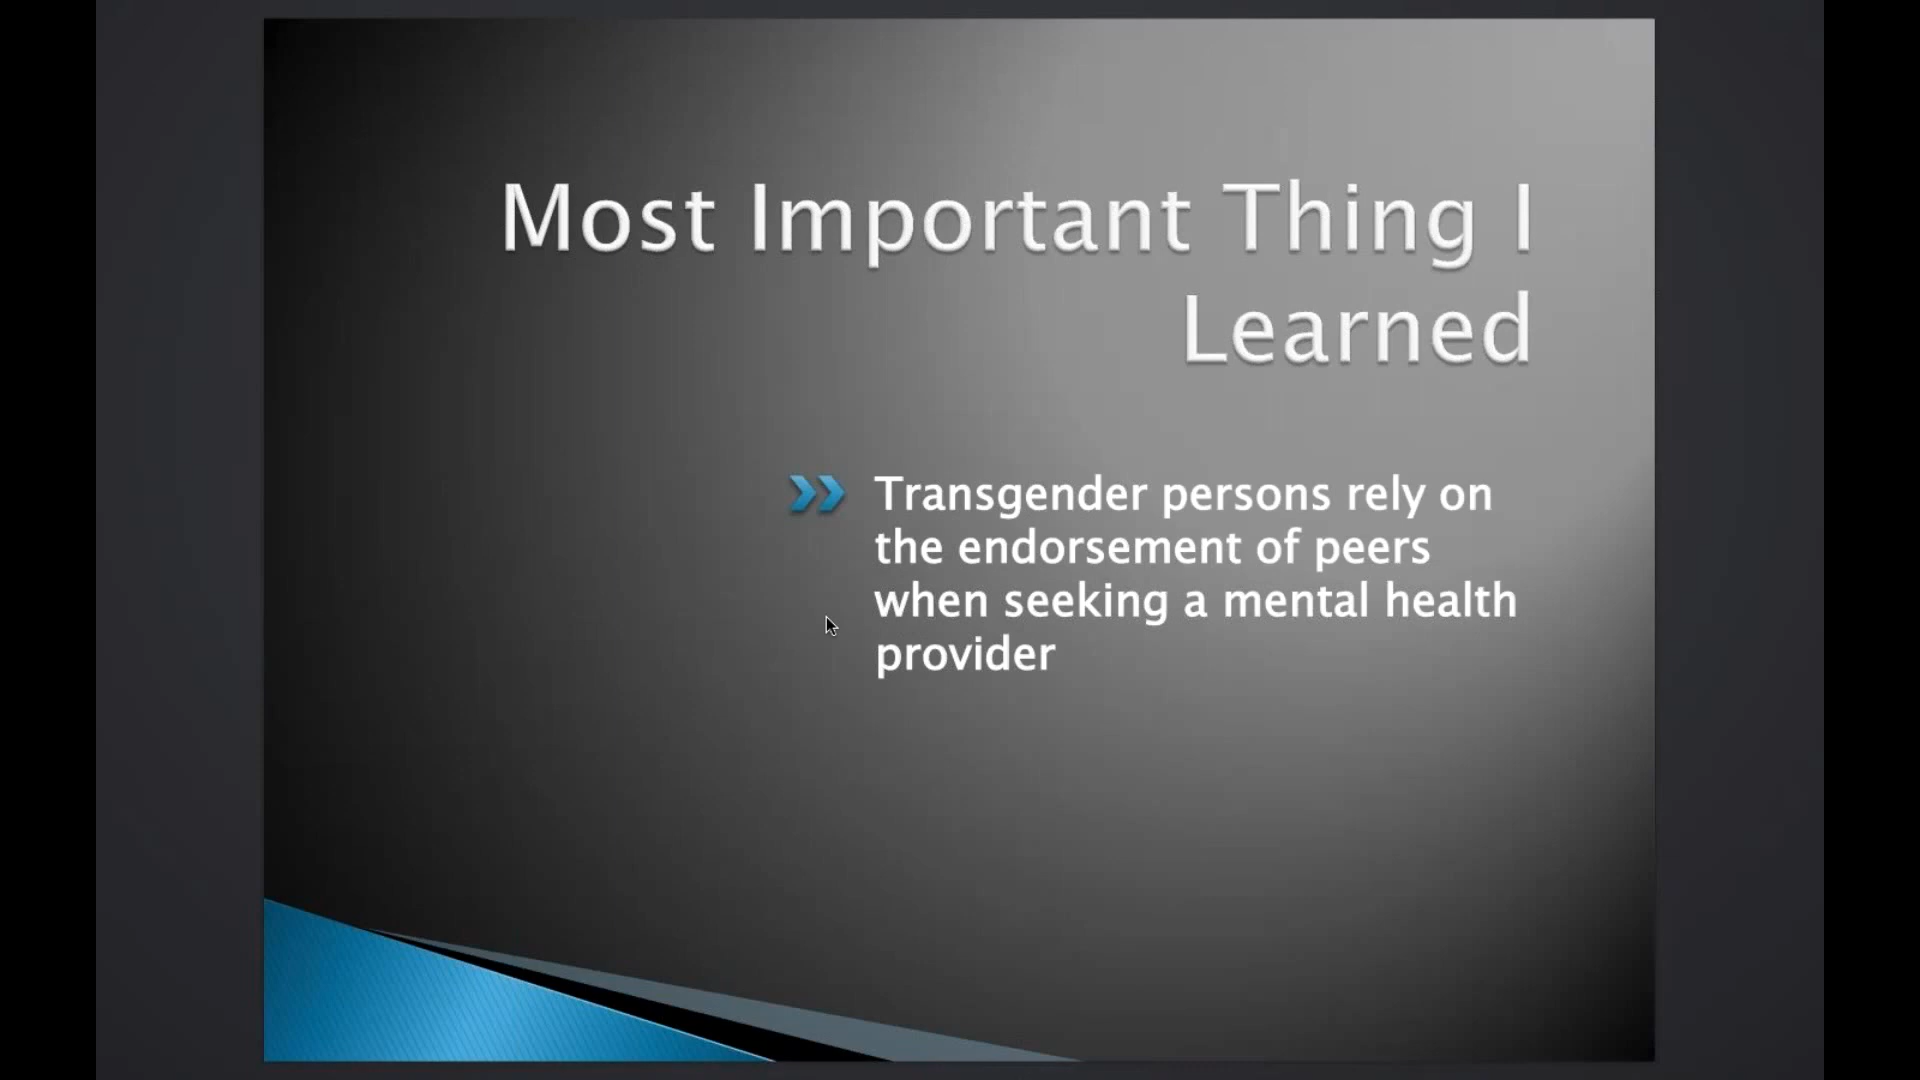 Most Important Thing I
Learned
Transgender persons rely on
the endorsement of peers
when seeking a mental health
provider